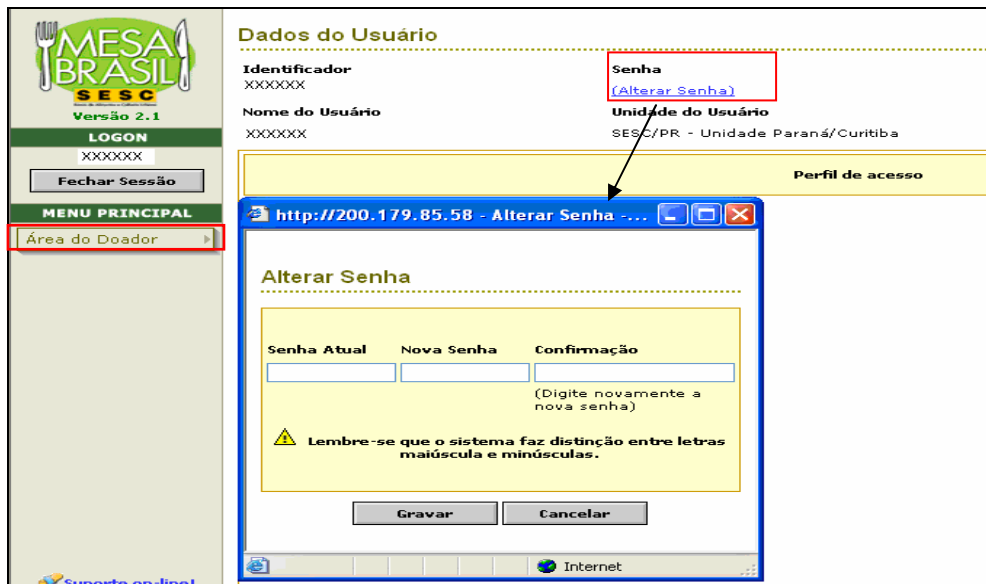 MESA
BRASIL
SESC
Versão 2.1
LOGON
XXXXXX
Fechar Sessão
MENU PRINCIPAL
Área do Doador
Suporte on-line!
Dados do Usuário
Identificador
XXXXXX
Senha
(Alterar Senha)
Nome do Usuário
XXXXXX
Unidade do Usuário
SESC/PR - Unidade Paraná/Curitiba
Perfil de acesso
http://200.179.85.58 - Alterar Senha -...
Alterar Senha
Senha Atual Nova Senha Confirmação
(Digite novamente a
nova senha)
Lembre-se que o sistema faz distinção entre letras
maiúscula e minúsculas.
Gravar Cancelar
Internet